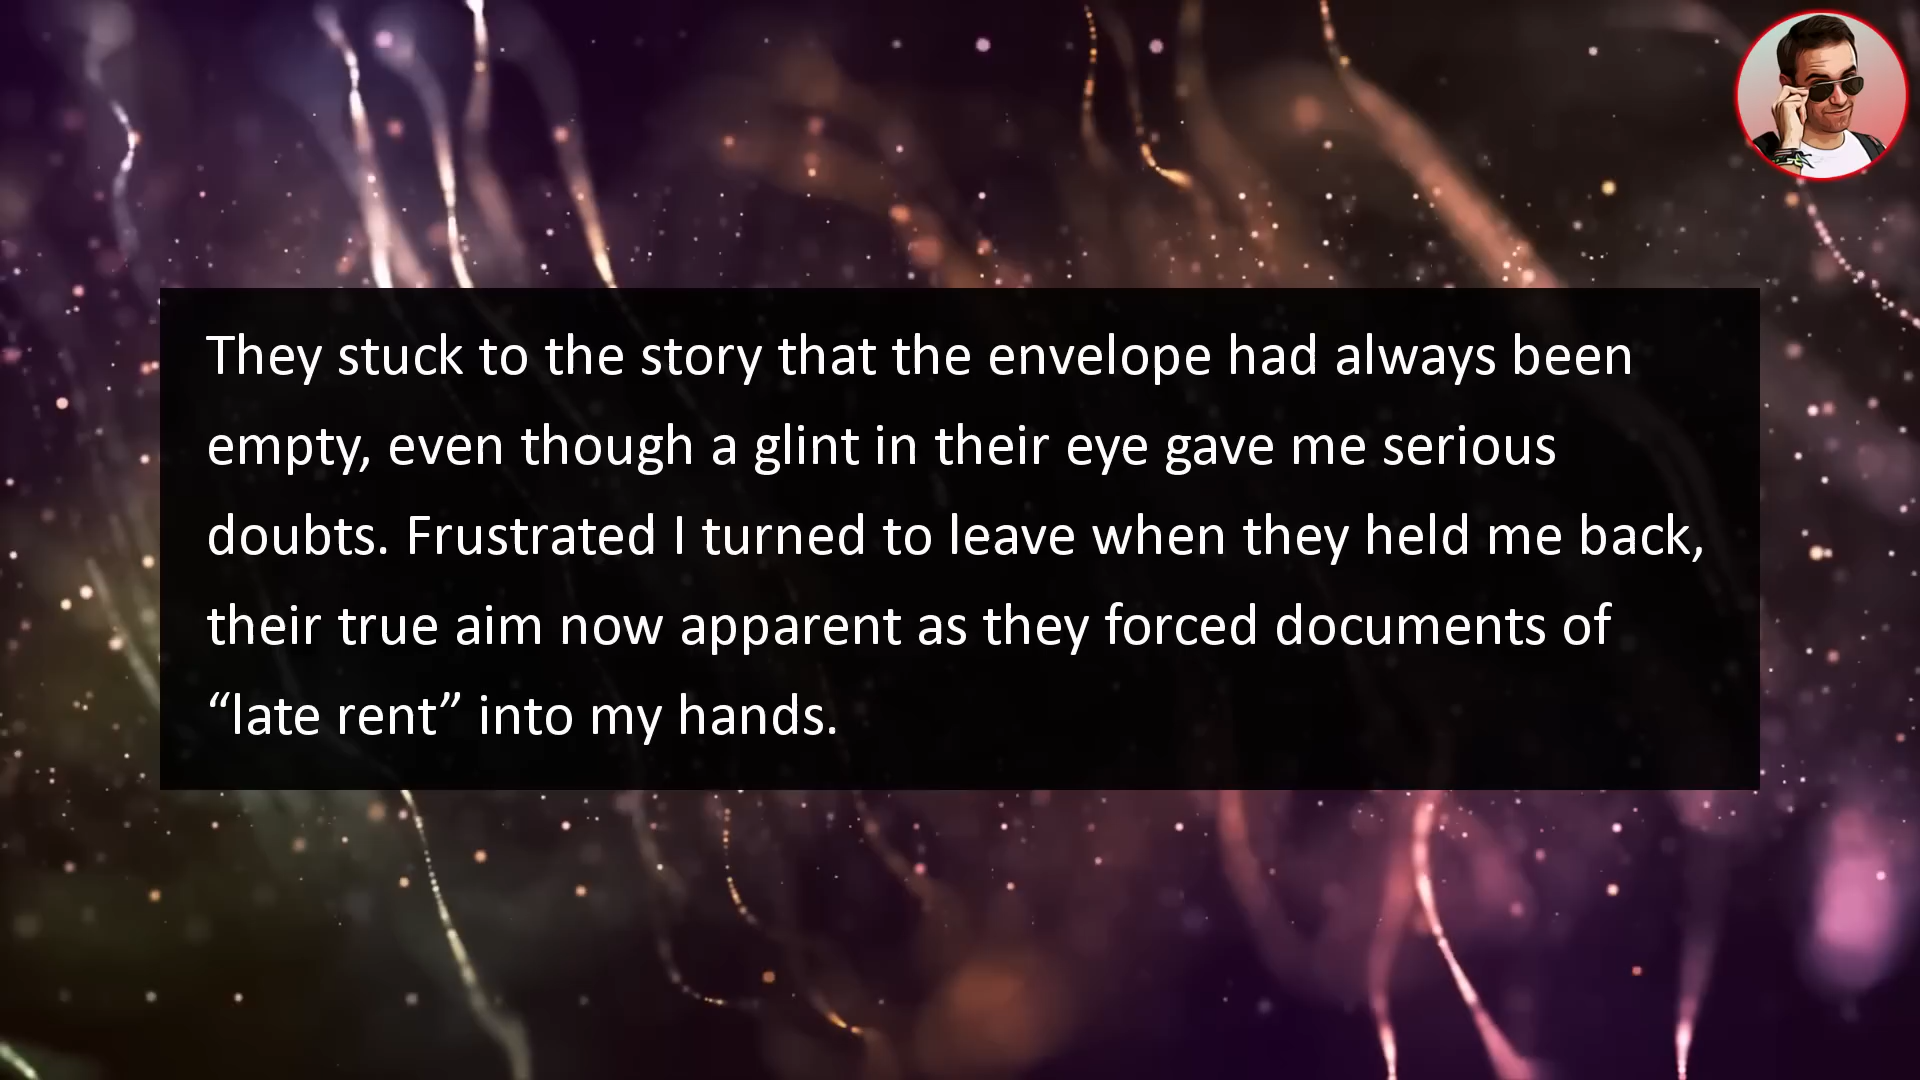 They stuck to the story that the envelope had always been
empty, even though a glint in their eye gave me serious
doubts. Frustrated I turned to leave when they held me back,
their true aim now apparent as they forced documents of
“late rent” into my hands.